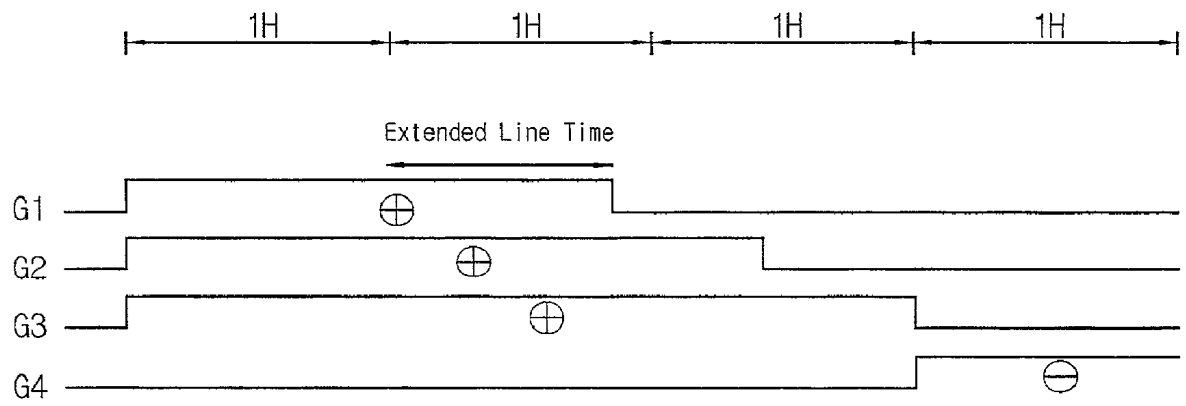 1H 1H 1H 1H
Extended Line Time
G1
G2
G3
G4